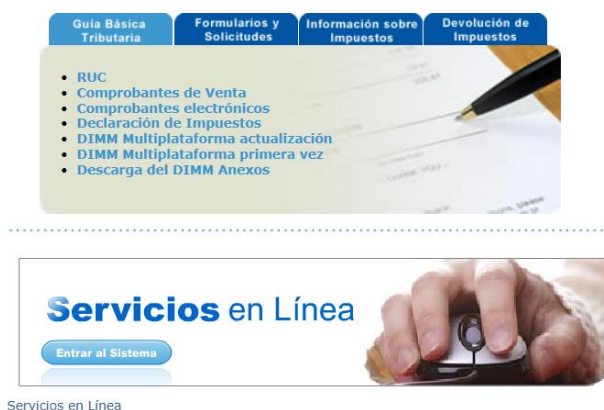 Guía Básica
Tributaria
Formularios y
Solicitudes
Información sobre
Impuestos
Devolución de
Impuestos
RUC
Comprobantes de Venta
Comprobantes electrónicos
Declaración de Impuestos
DIMM Multiplataforma actualización
DIMM Multiplataforma primera vez
Descarga del DIMM Anexos
Servicios en Línea
Entrar al Sistema
Servicios en Línea